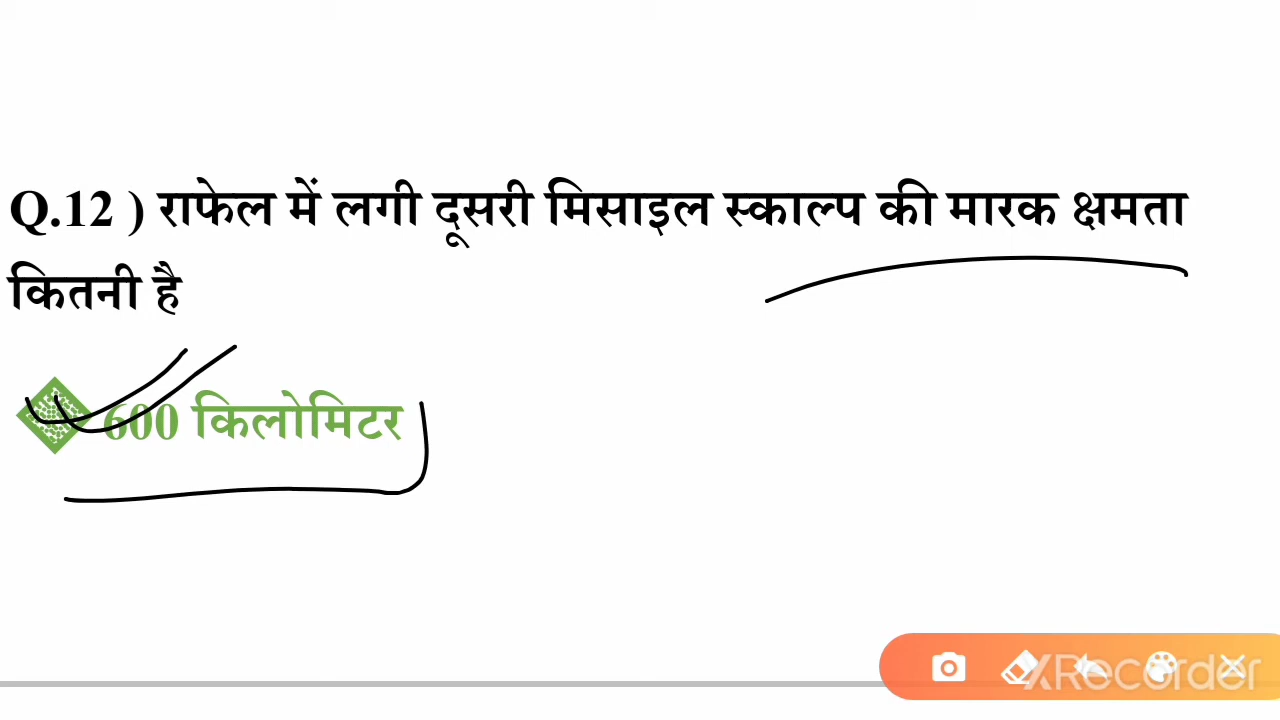 Q.12 ) राफेल में लगी दूसरी मिसाइल स्काल्प की मारक क्षमता
कितनी है
600 किलोमिटर
XRecorder